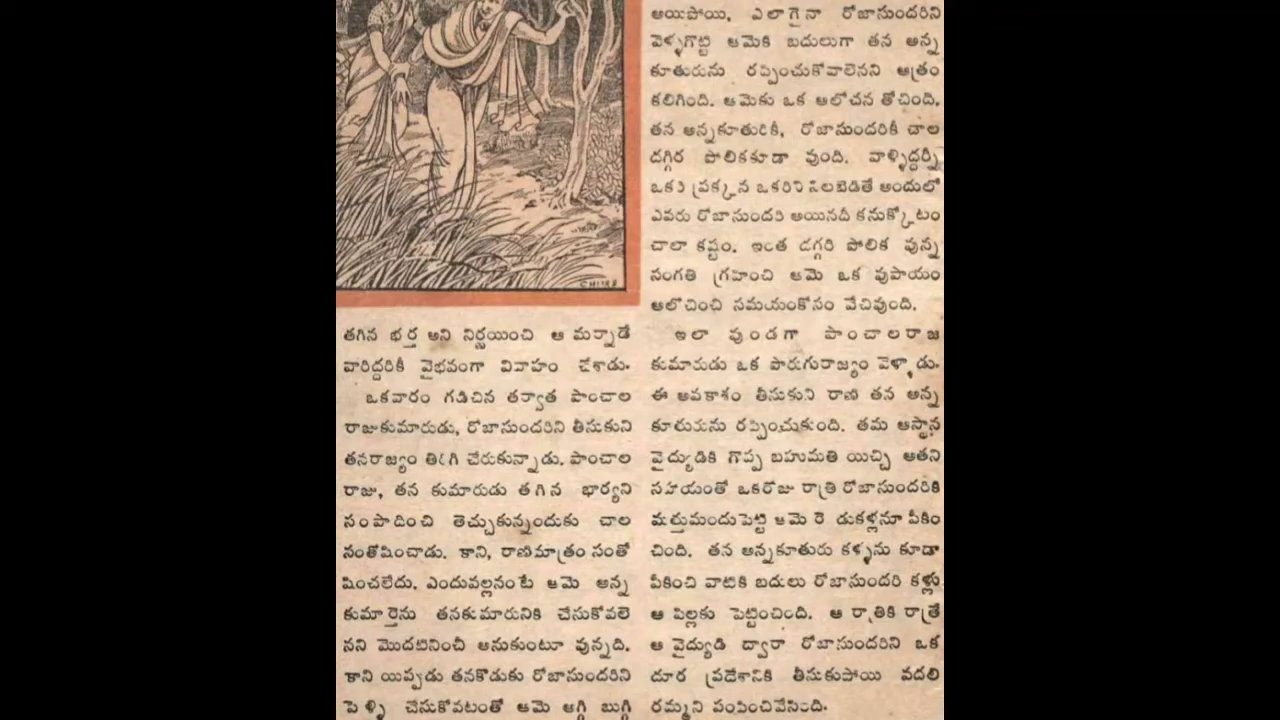 CHITRA
తగిన భర్త అని నిర్ణయించి ఆ మర్నాడే
వారిద్దరికీ వైభవంగా వివాహం చేశాడు.
ఒకవారం గడిచిన తర్వాత పాంచాల
రాజుకుమారుడు, రోజాసుందరిని తీసుకుని
తనరాజ్యం తిరిగి చేరుకున్నాడు. పాంచాల
రాజు, తన కుమారుడు తగిన భార్యని
సంపాదించి తెచ్చుకున్నందుకు చాల
సంతోషించాడు. కాని, రాణిమాత్రం సంతో
షించలేదు. ఎందువల్లనంటే ఆమె అన్న
కుమార్తెను తనకుమారునికి చేసుకోవలె
నని మొదటినించీ అనుకుంటూ వున్నది.
కాని యిప్పడు తనకొడుకు రోజాసుందరిని
పెళ్ళి చేసుకోవటంతో ఆమె అగ్గి బుగ్గి
అయిపోయి, ఎలాగైనా రోజాసుందరిని
వెళ్ళగొట్టి ఆమెకి బదులుగా తన అన్న
కూతురును రప్పించుకోవాలెనని ఆత్రం
కలిగింది. ఆమెకు ఒక ఆలోచన తోచింది.
తన అన్నకూతురికీ, రోజాసుందరికీ చాల
దగ్గిర పోలికకూడా వుంది. వాళ్ళిద్దర్నీ
ఒకరి ప్రక్కన ఒకరిని నిలబెడితే అందులో
ఎవరు రోజాసుందరి అయినదీ కనుక్కోటం
చాలా కష్టం. ఇంత దగ్గరి పోలిక వున్న
సంగతి గ్రహించి ఆమె ఒక వుపాయం
ఆలోచించి సమయంకోసం వేచివుంది.
ఇలా వుండగా పాంచాలరాజ
కుమారుడు ఒక పొరుగురాజ్యం వెళ్ళాడు.
ఈ అవకాశం తీసుకుని రాణి తన అన్న
కూతురును రప్పించుకుంది. తమ ఆస్థాన
వైద్యుడికి గొప్ప బహుమతి యిచ్చి అతని
సహయంతో ఒకరోజు రాత్రి రోజాసుందరికి
మత్తుమందుపెట్టి ఆమె రెండుకళ్లనూ పీకిం
చింది. తన అన్నకూతురు కళ్ళను కూడా
పీకించి వాటికి బదులు రోజాసుందరి కళ్లు
ఆ పిల్లకు పెట్టించింది. ఆ రాత్రికి రాత్రే
ఆ వైద్యుడి ద్వారా రోజాసుందరిని ఒక
దూర ప్రదేశానికి తీసుకుపోయి వదలి
రమ్మని పంపించివేసింది.